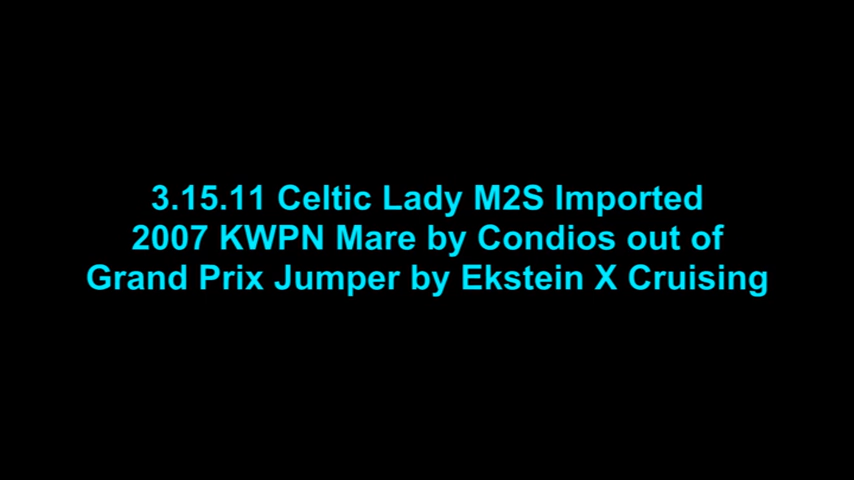 3.15.11 Celtic Lady M2S Imported
2007 KWPN Mare by Condios out of
Grand Prix Jumper by Ekstein X Cruising